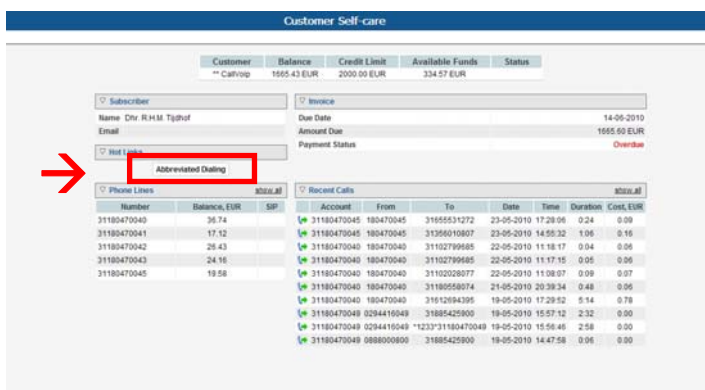 Customer Self-care
Customer Balance Credit Limit Available Funds Status
** CallVoip 1665.43 EUR 2000.00 EUR 334.57 EUR
Subscriber
Name Dhr. R.H.M. Tijdhof
Email
Hot Links
Abbreviated Dialing
Invoice
Due Date 14-06-2010
Amount Due 1665.60 EUR
Payment Status Overdue
Phone Lines show all
Number Balance, EUR SIP
31180470040 36.74
31180470041 17.12
31180470042 26.43
31180470043 24.16
31180470045 19.58
Recent Calls show all
Account From To Date Time Duration Cost, EUR
31180470045 180470045 31655531272 23-05-2010 17:28:06 0:24 0.09
31180470045 180470045 31356010807 23-05-2010 14:55:32 1:06 0.16
31180470040 180470040 31102799685 22-05-2010 11:18:17 0:04 0.06
31180470040 180470040 31102799685 22-05-2010 11:17:15 0:05 0.06
31180470040 180470040 31102028077 22-05-2010 11:08:07 0:09 0.07
31180470040 180470040 31180558074 21-05-2010 20:39:34 0:48 0.06
31180470040 180470040 31612694395 19-05-2010 17:29:52 5:14 0.78
31180470049 0294416049 31885425900 19-05-2010 15:57:12 2:32 0.00
31180470049 0294416049 *1233*31180470049 19-05-2010 15:56:46 2:58 0.00
31180470049 0888000800 31885425900 19-05-2010 14:47:58 0:06 0.00